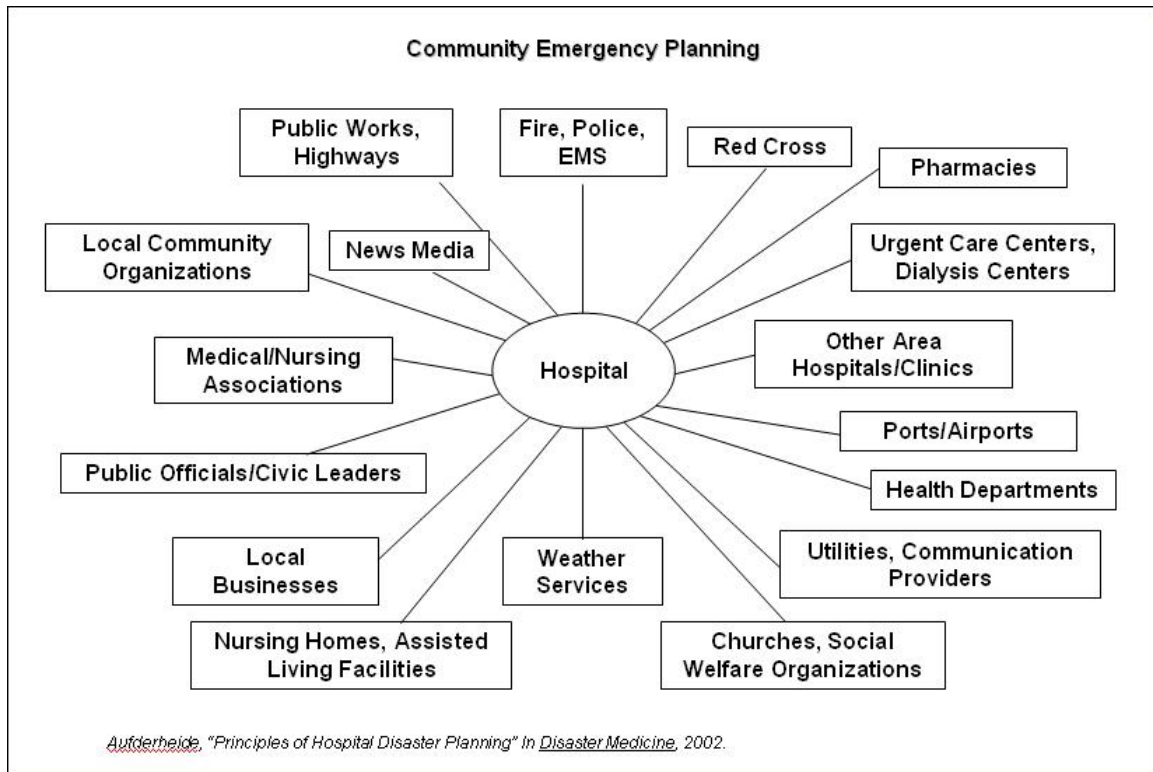 Community Emergency Planning
Public Works,
Highways
Fire, Police,
EMS
Red Cross
Pharmacies
Local Community
Organizations
News Media
Urgent Care Centers,
Dialysis Centers
Medical/Nursing
Associations
Hospital
Other Area
Hospitals/Clinics
Ports/Airports
Public Officials/Civic Leaders
Health Departments
Local
Businesses
Weather
Services
Utilities, Communication
Providers
Nursing Homes, Assisted
Living Facilities
Churches, Social
Welfare Organizations
Aufderheide, "Principles of Hospital Disaster Planning" In Disaster Medicine, 2002.